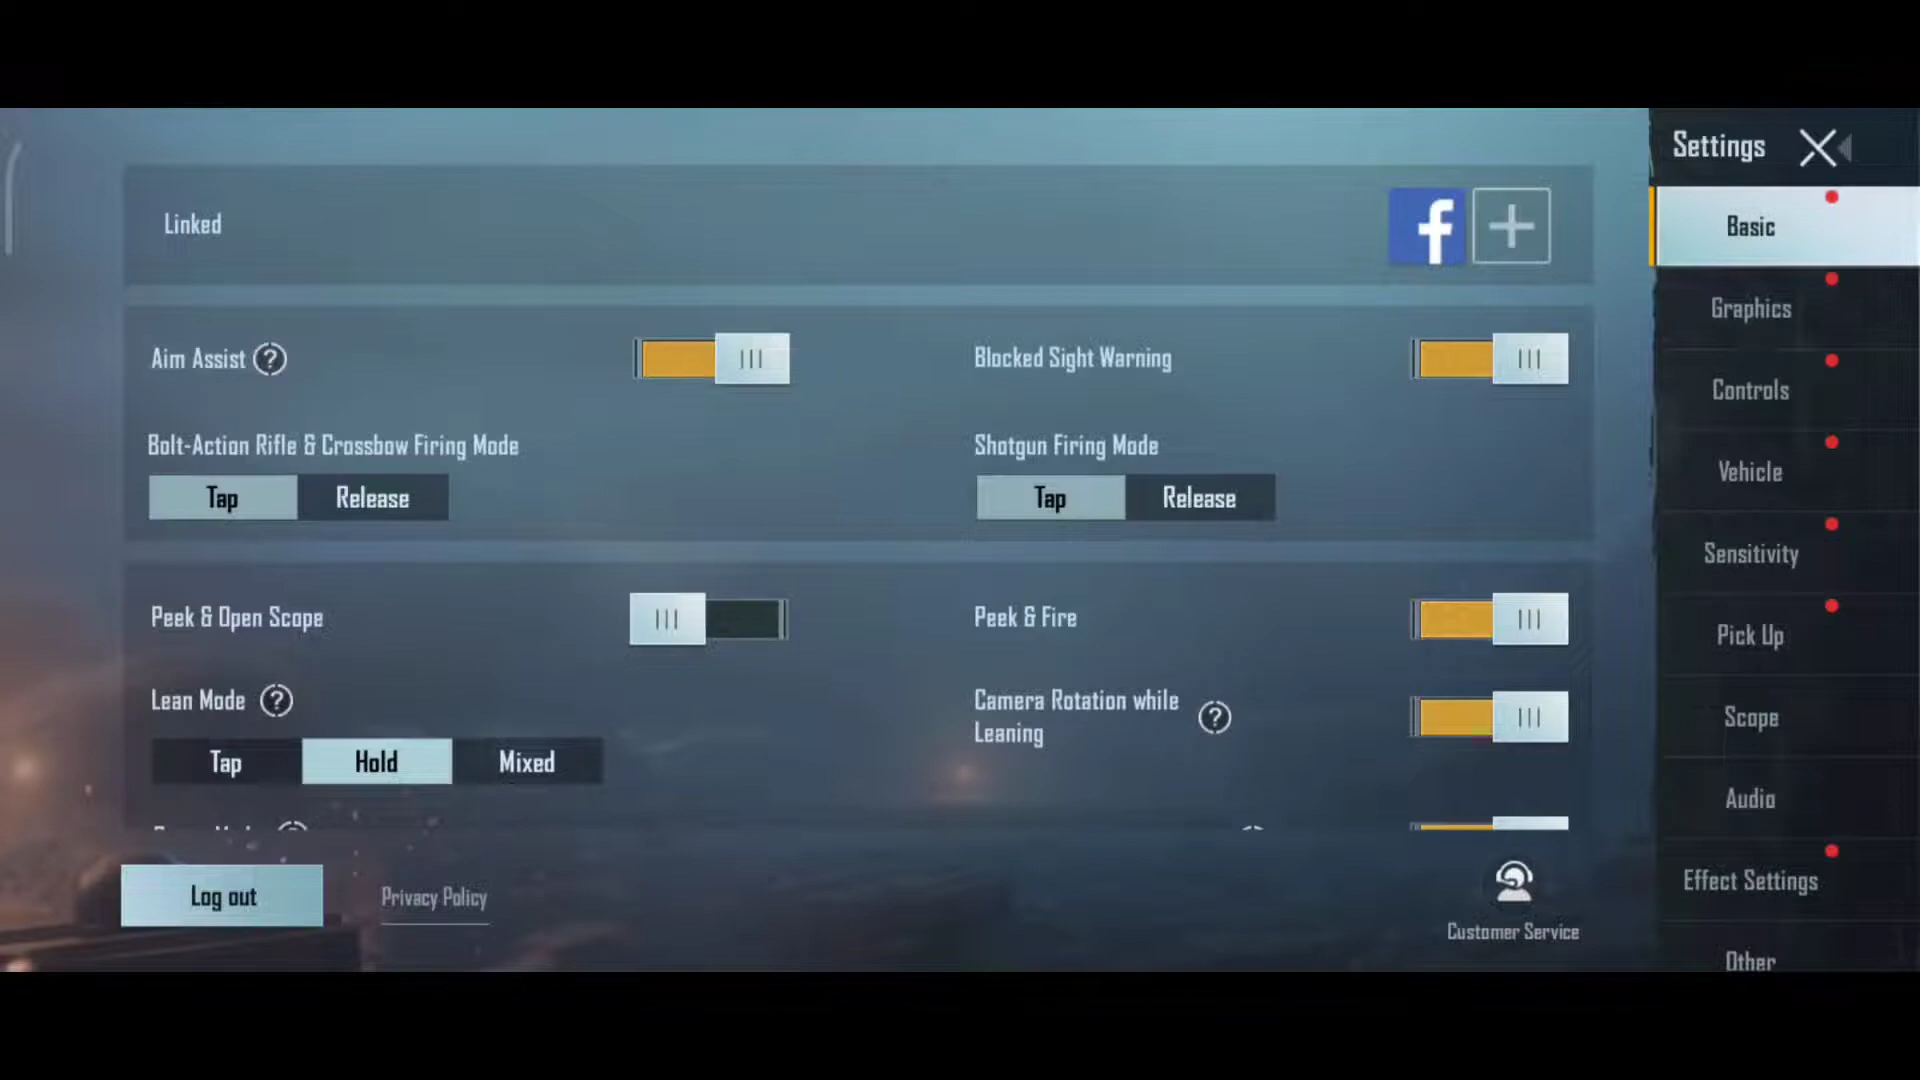 Settings
Linked
Basic
Graphics
Aim Assist ?
Blocked Sight Warning
Controls
Bolt-Action Rifle & Crossbow Firing Mode
Shotgun Firing Mode
Tap Release
Tap Release
Vehicle
Sensitivity
Peek & Open Scope
Peek & Fire
Pick Up
Lean Mode ?
Camera Rotation while
Leaning ?
Scope
Tap Hold Mixed
Audio
Log out
Privacy Policy
Customer Service
Effect Settings
Other